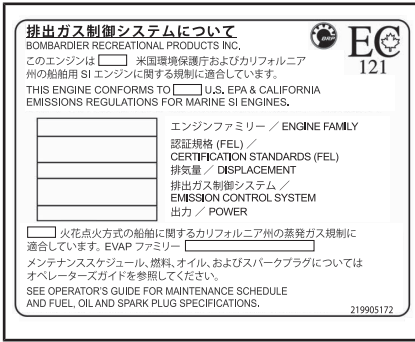 排出ガス制御システムについて
BOMBARDIER RECREATIONAL PRODUCTS INC.
このエンジンは 米国環境保護庁およびカリフォルニア
州の船舶用 SI エンジンに関する規制に適合しています。
THIS ENGINE CONFORMS TO U.S. EPA & CALIFORNIA
EMISSIONS REGULATIONS FOR MARINE SI ENGINES.
BRP
EC
121
エンジンファミリー / ENGINE FAMILY
認証規格 (FEL) /
CERTIFICATION STANDARDS (FEL)
排気量 / DISPLACEMENT
排出ガス制御システム /
EMISSION CONTROL SYSTEM
出力 / POWER
火花点火方式の船舶に関するカリフォルニア州の蒸発ガス規制に
適合しています。EVAP ファミリー
メンテナンススケジュール、燃料、オイル、およびスパークプラグについては
オペレーターズガイドを参照してください。
SEE OPERATOR'S GUIDE FOR MAINTENANCE SCHEDULE
AND FUEL, OIL AND SPARK PLUG SPECIFICATIONS.
219905172